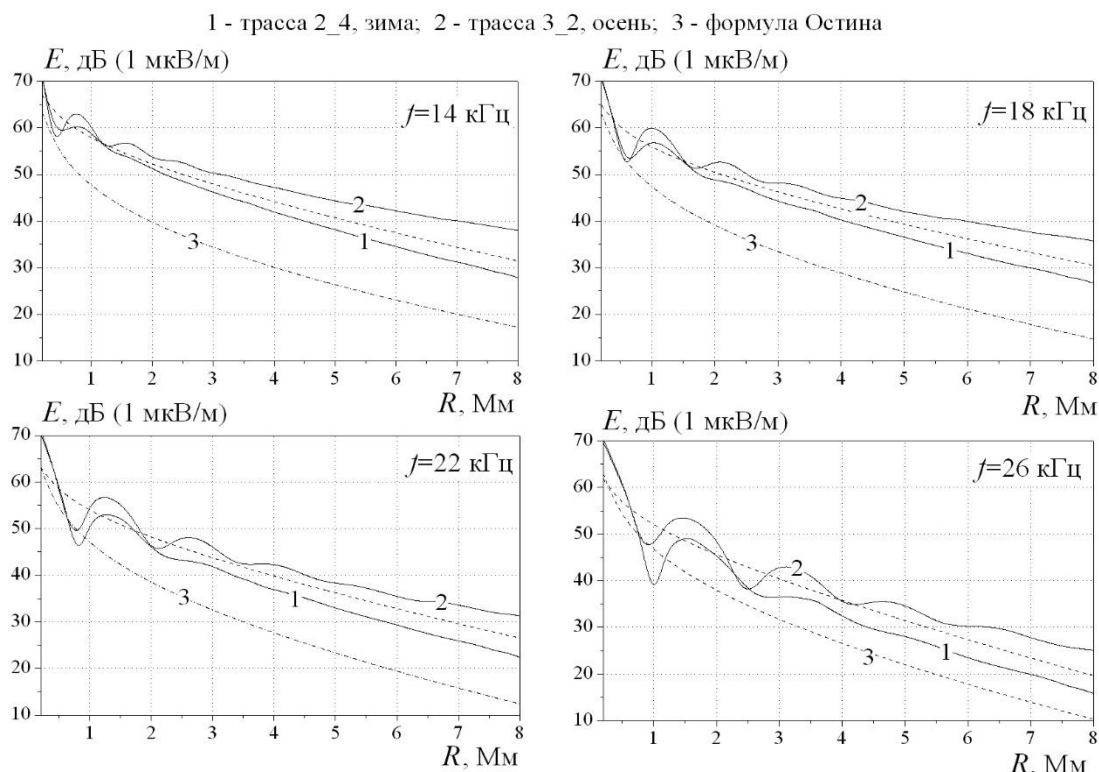 1 - трасса 2_4, зима; 2 - трасса 3_2, осень; 3 - формула Остина
E, дБ (1 мкВ/м)
70
60
50
40
30
20
10
f=14 кГц
2
1
3
1 2 3 4 5 6 7 8
R, Мм
E, дБ (1 мкВ/м)
70
60
50
40
30
20
10
f=18 кГц
2
1
3
1 2 3 4 5 6 7 8
R, Мм
E, дБ (1 мкВ/м)
70
60
50
40
30
20
10
f=22 кГц
2
1
3
1 2 3 4 5 6 7 8
R, Мм
E, дБ (1 мкВ/м)
70
60
50
40
30
20
10
f=26 кГц
2
1
3
1 2 3 4 5 6 7 8
R, Мм